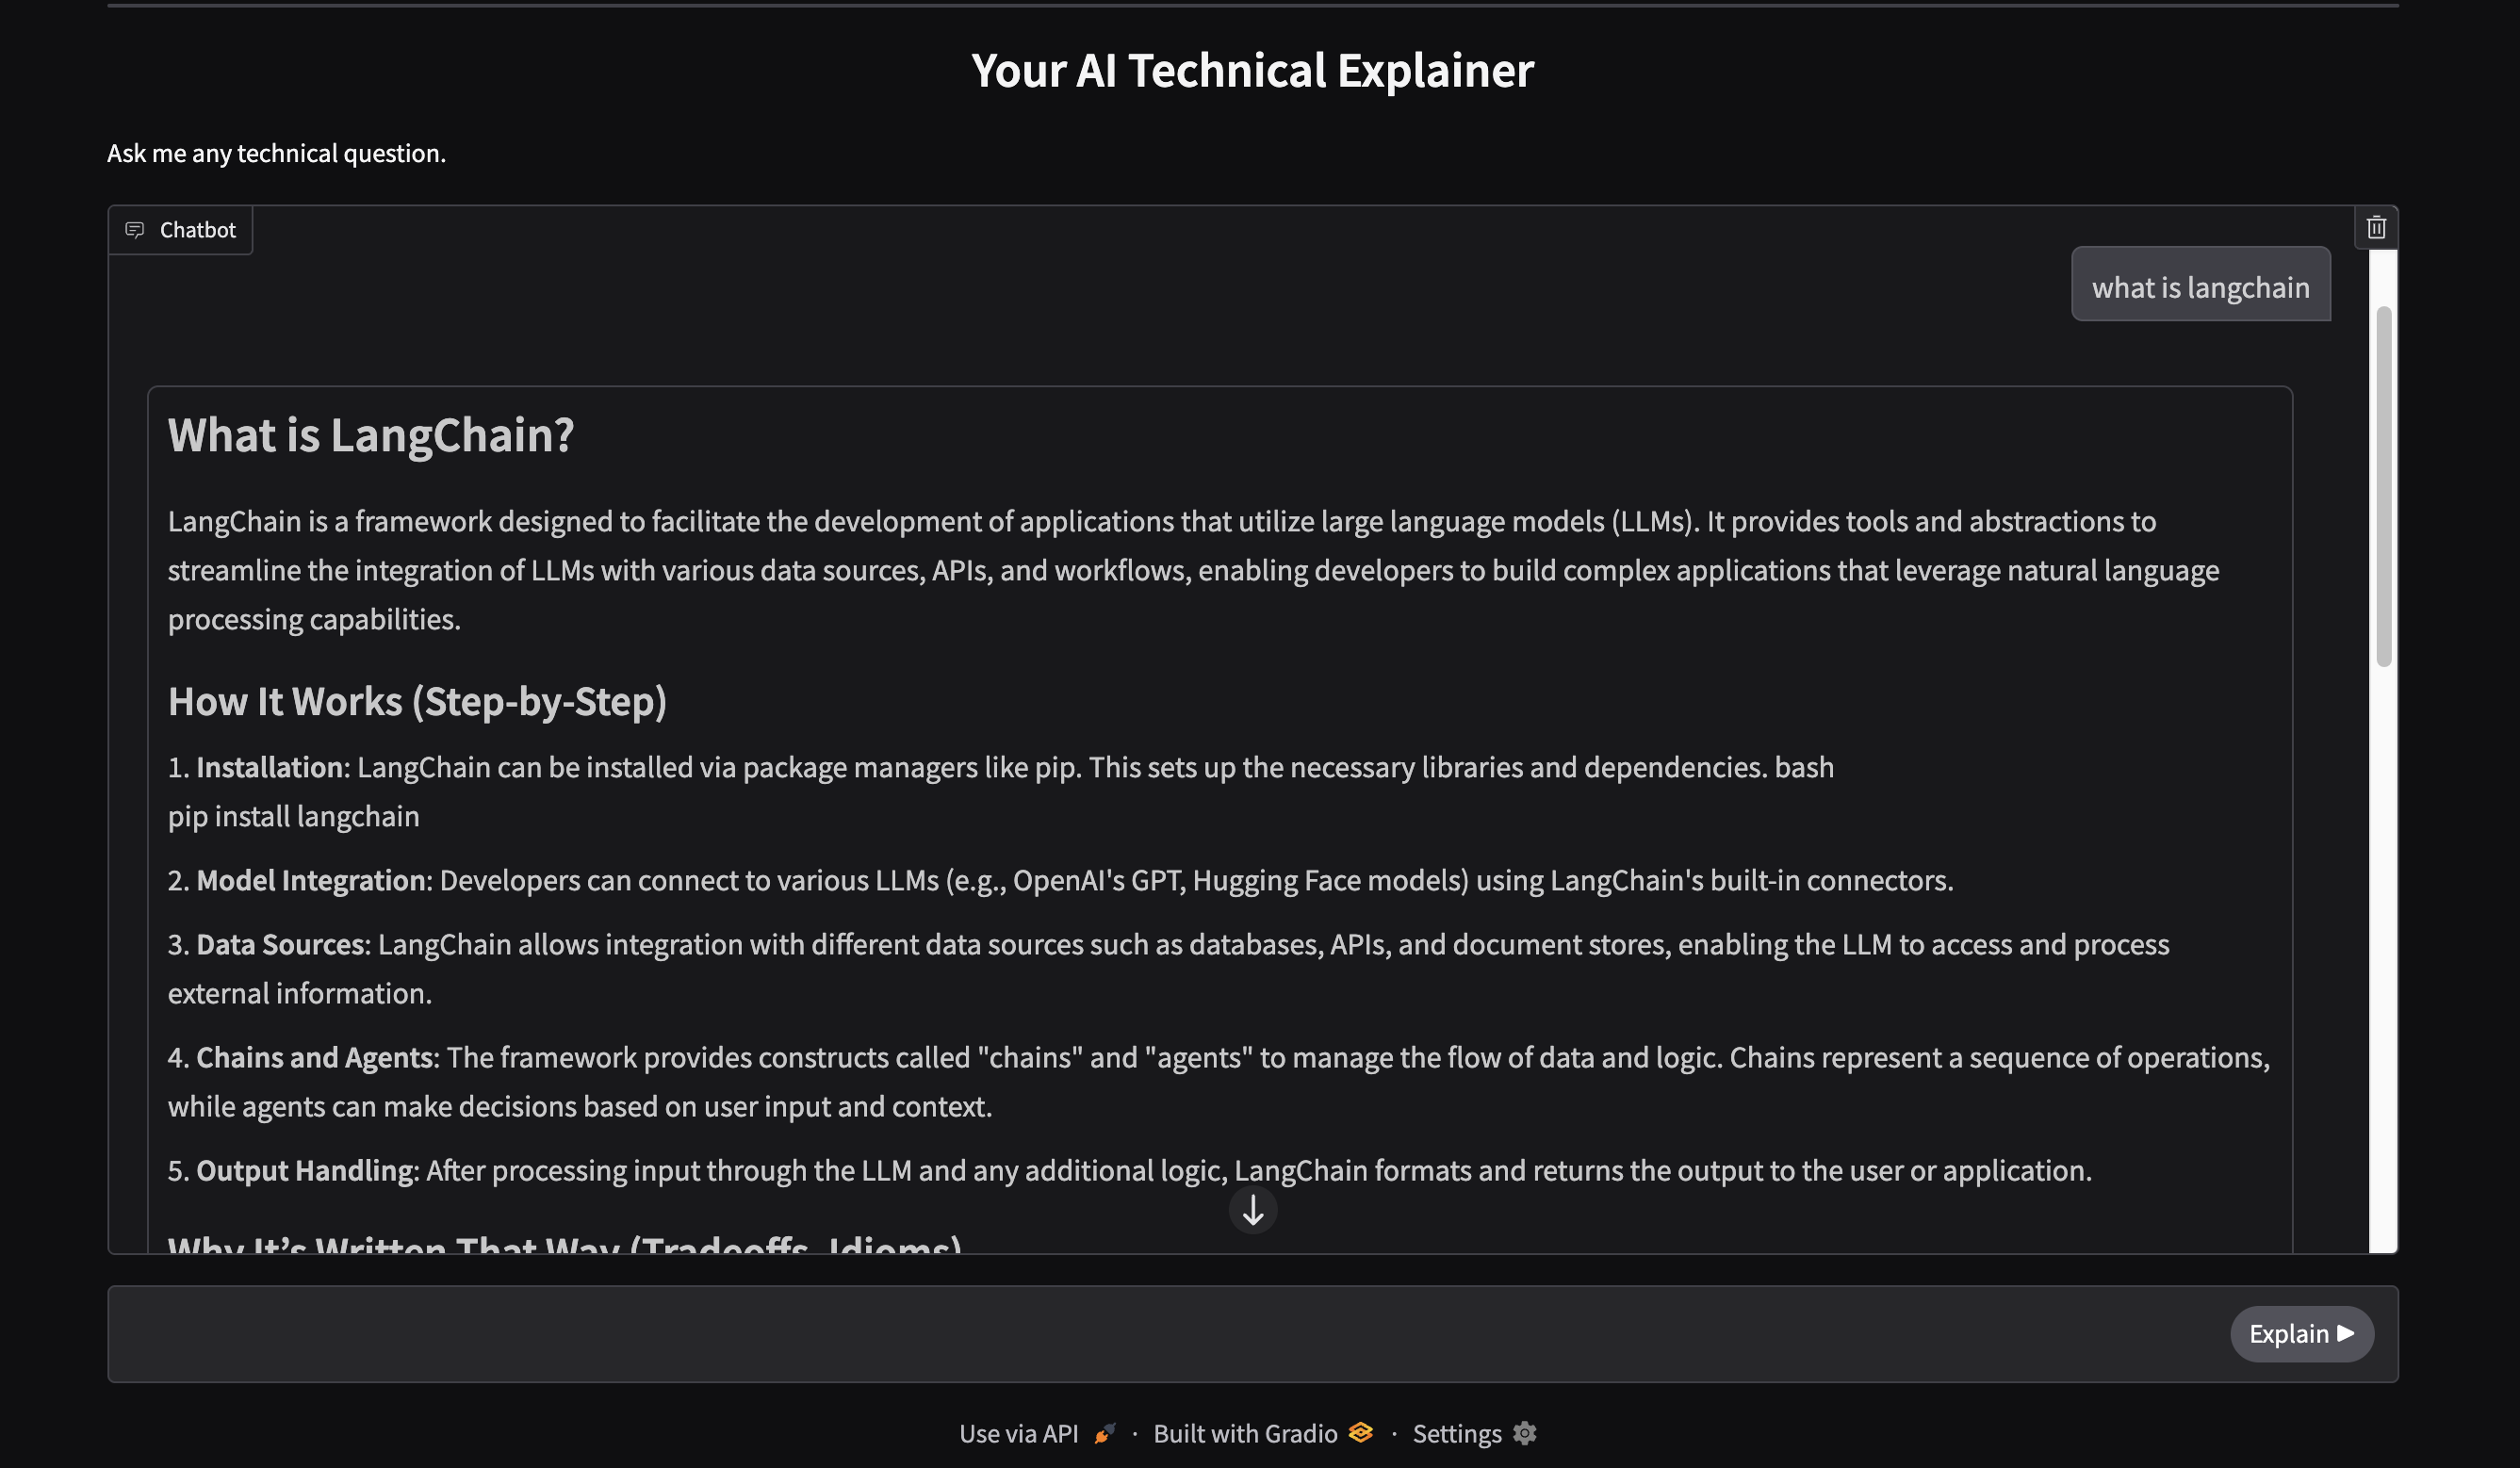 Your AI Technical Explainer
Ask me any technical question.
Chatbot
what is langchain
What is LangChain?
LangChain is a framework designed to facilitate the development of applications that utilize large language models (LLMs). It provides tools and abstractions to
streamline the integration of LLMs with various data sources, APIs, and workflows, enabling developers to build complex applications that leverage natural language
processing capabilities.
How It Works (Step-by-Step)
1. Installation: LangChain can be installed via package managers like pip. This sets up the necessary libraries and dependencies. bash
pip install langchain
2. Model Integration: Developers can connect to various LLMs (e.g., OpenAI's GPT, Hugging Face models) using LangChain's built-in connectors.
3. Data Sources: LangChain allows integration with different data sources such as databases, APIs, and document stores, enabling the LLM to access and process
external information.
4. Chains and Agents: The framework provides constructs called "chains" and "agents" to manage the flow of data and logic. Chains represent a sequence of operations,
while agents can make decisions based on user input and context.
5. Output Handling: After processing input through the LLM and any additional logic, LangChain formats and returns the output to the user or application.
Why It’s Written That Way (Tradeoffs, Idioms)
Explain
Use via API · Built with Gradio · Settings